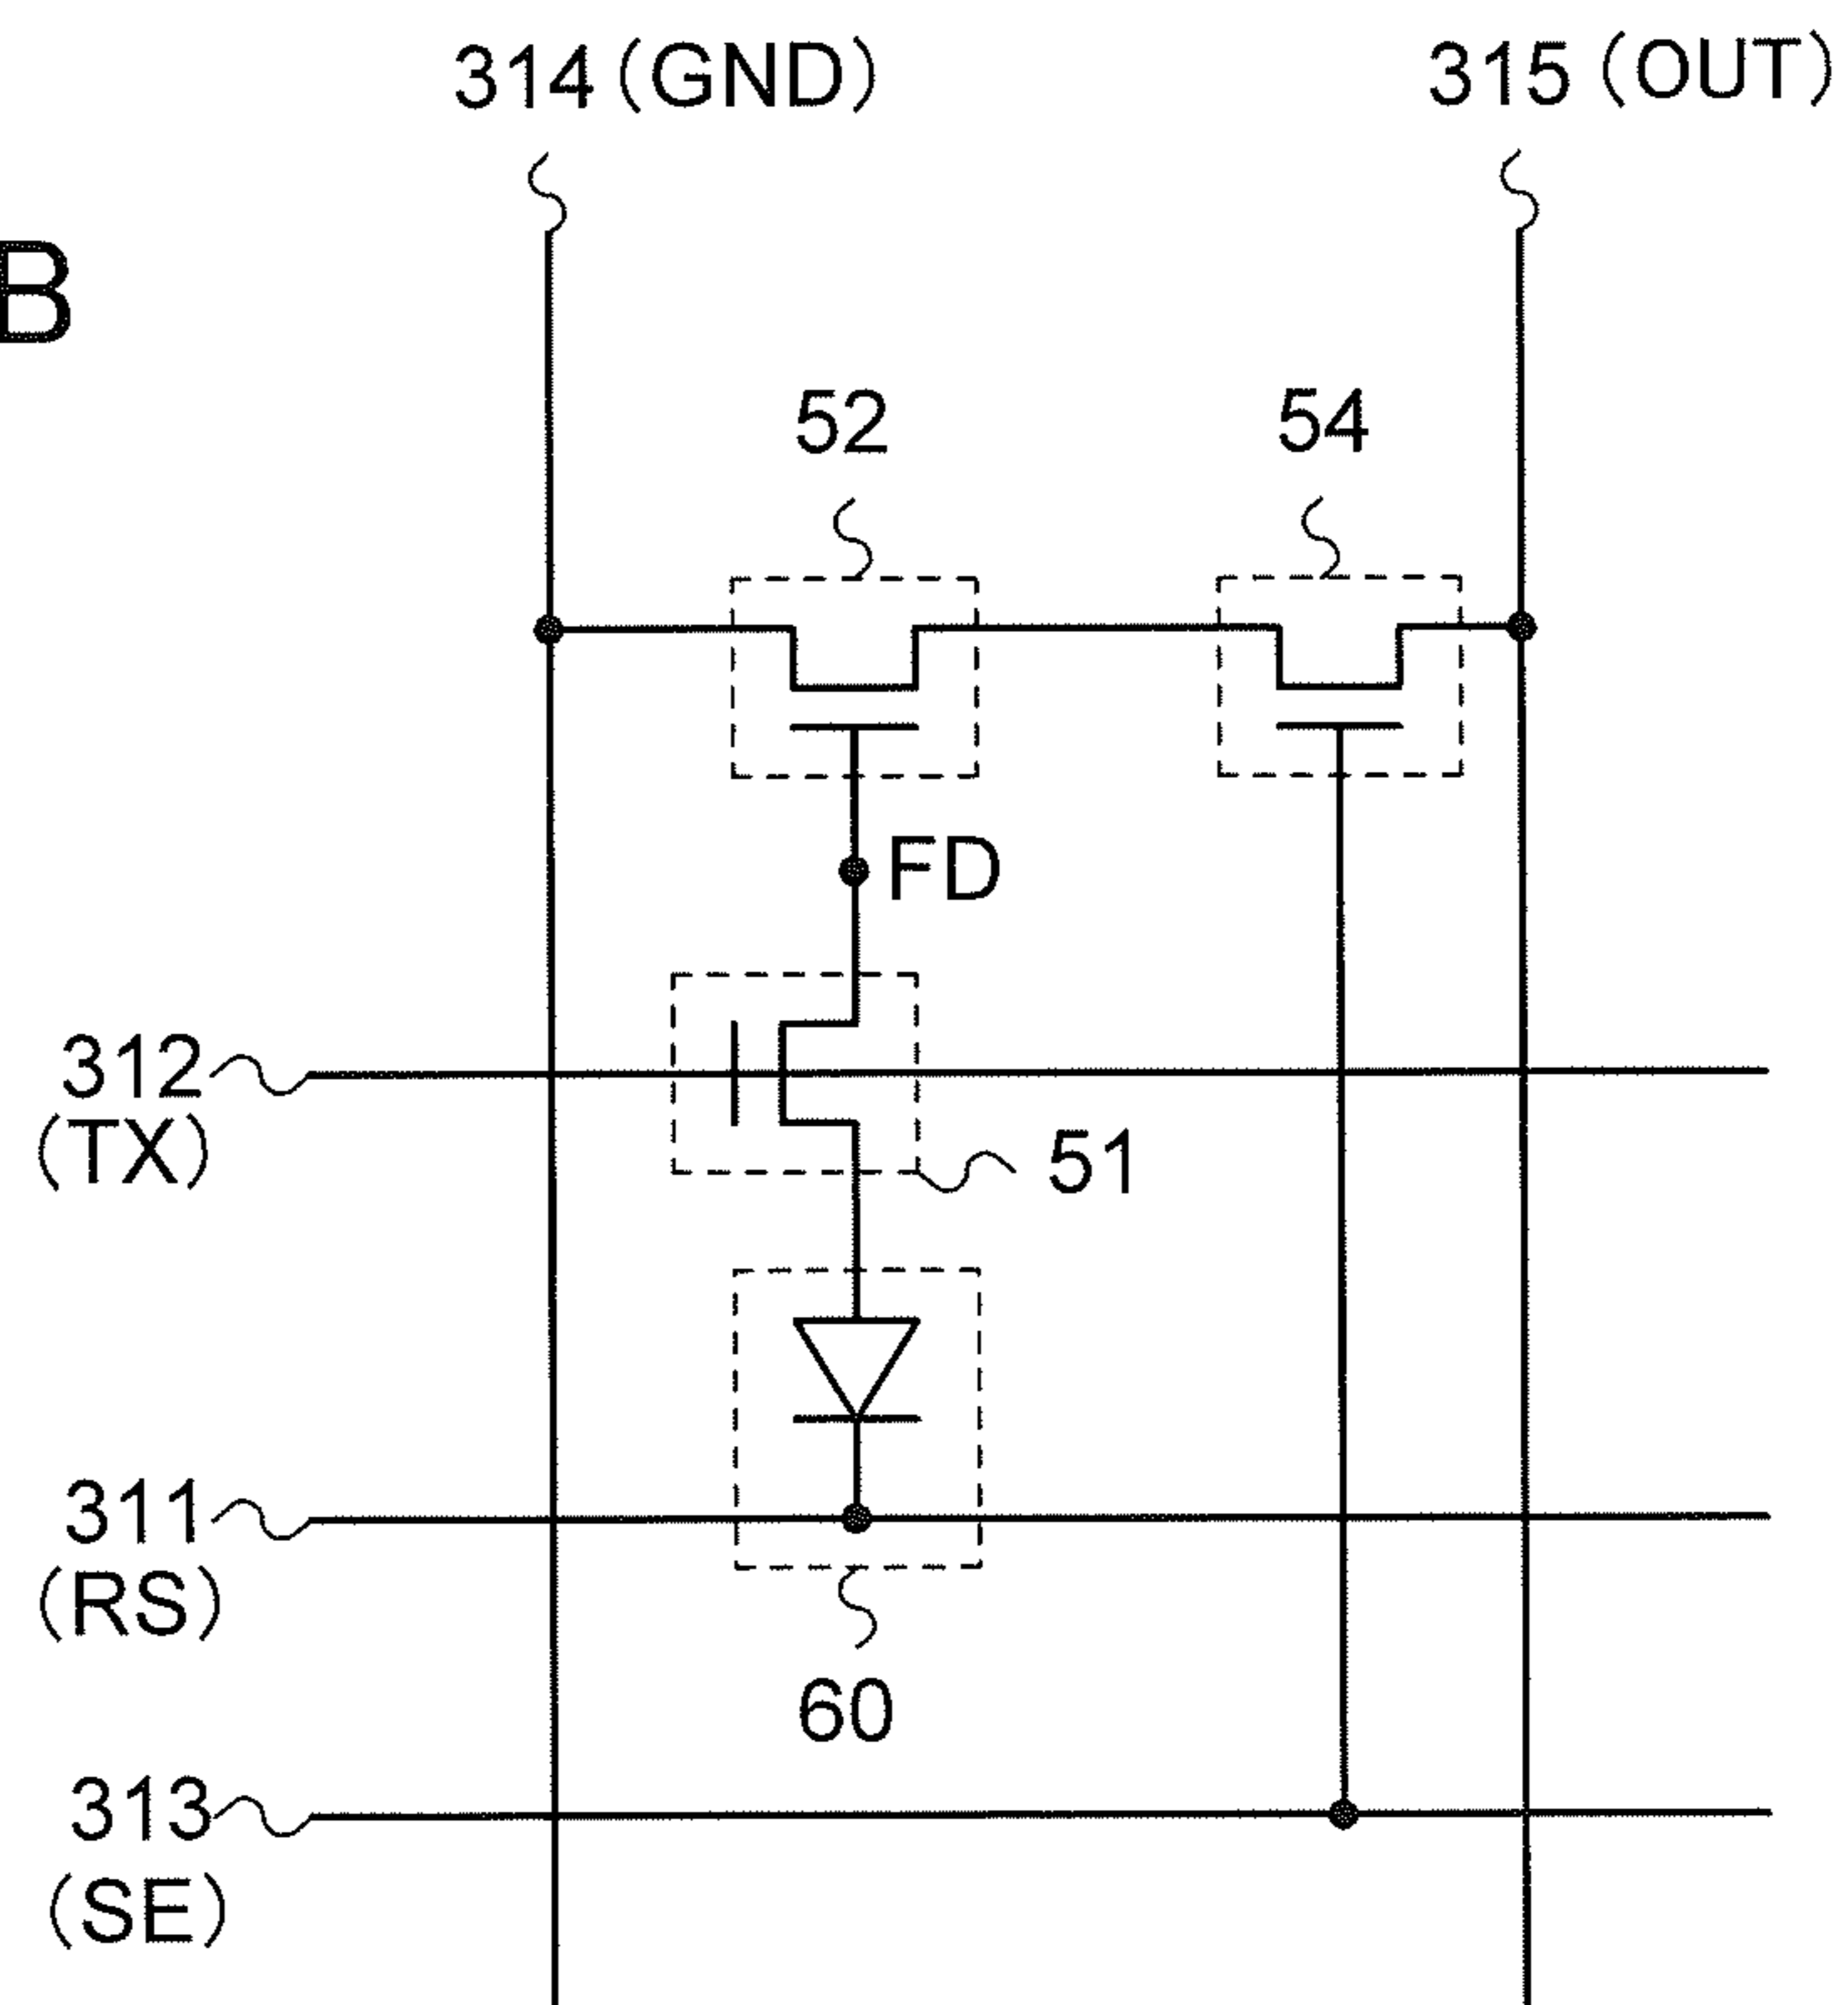 314 (GND)
315 (OUT)
B
52
54
FD
312
(TX)
51
311
(RS)
60
313
(SE)